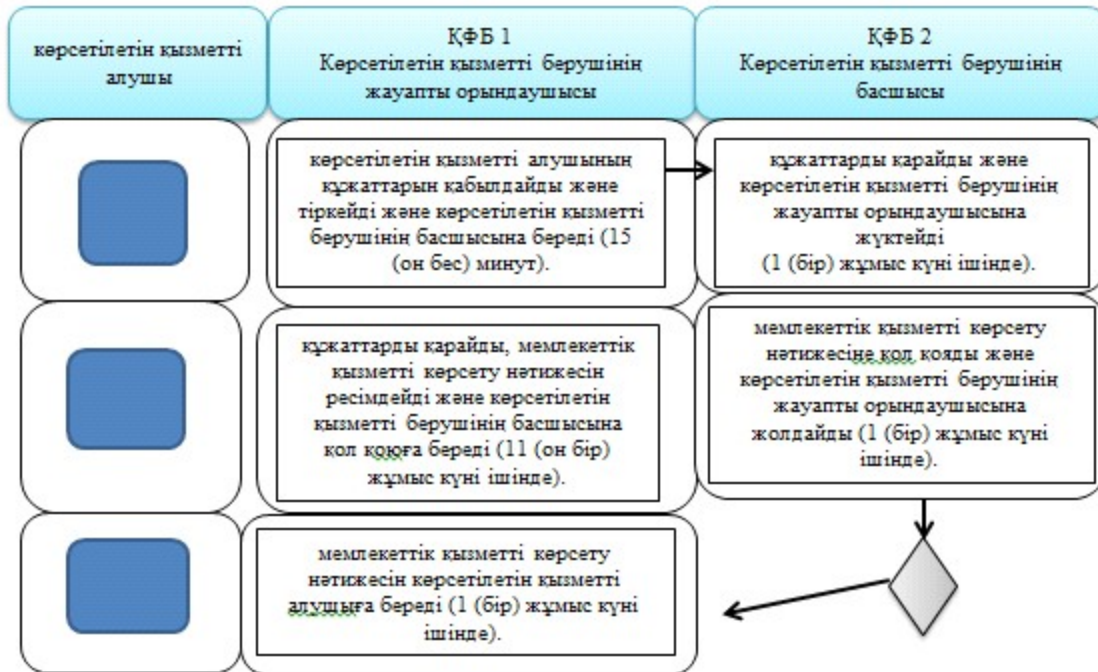 көрсетілетін қызметті
алушы
ҚФБ 1
Көрсетілетін қызметті берушінің
жауапты орындаушысы
ҚФБ 2
Көрсетілетін қызметті берушінің
басшысы
көрсетілетін қызметті алушының
құжаттарын қабылдайды және
тіркейді және көрсетілетін қызметті
берушінің басшысына береді (15
(он бес) минут).
құжаттарды қарайды және
көрсетілетін қызметті берушінің
жауапты орындаушысына
жүктейді
(1 (бір) жұмыс күні ішінде).
құжаттарды қарайды, мемлекеттік
қызметті көрсету нәтижесін
ресімдейді және көрсетілетін
қызметті берушінің басшысына
қол қоюға береді (11 (он бір)
жұмыс күні ішінде).
мемлекеттік қызметті көрсету
нәтижесіне қол қояды және
көрсетілетін қызметті берушінің
жауапты орындаушысына
жолдайды (1 (бір) жұмыс күні
ішінде).
мемлекеттік қызметті көрсету
нәтижесін көрсетілетін қызметті
алушыға береді (1 (бір) жұмыс күні
ішінде).